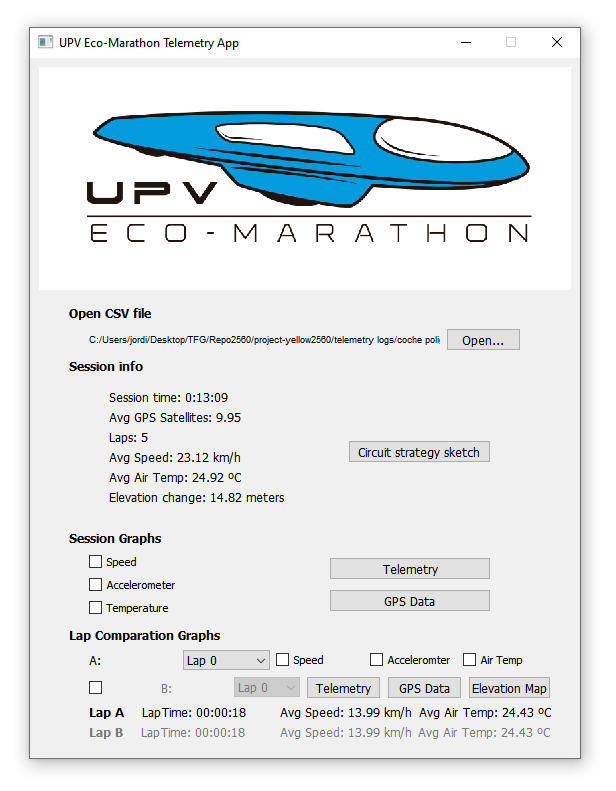 UPV Eco-Marathon Telemetry App
UPV
ECO-MARATHON
Open CSV file
C:/Users/jordi/Desktop/TFG/Repo2560/project-yellow2560/telemetry logs/coche Open...
Session info
Session time: 0:13:09
Avg GPS Satellites: 9.95
Laps: 5
Avg Speed: 23.12 km/h
Circuit strategy sketch
Avg Air Temp: 24.92 ºC
Elevation change: 14.82 meters
Session Graphs
Speed
Telemetry
Accelerometer
GPS Data
Temperature
Lap Comparation Graphs
A: Lap 0 Speed Acceleromter Air Temp
B: Lap 0 Telemetry GPS Data Elevation Map
Lap A LapTime: 00:00:18 Avg Speed: 13.99 km/h Avg Air Temp: 24.43 ºC
Lap B LapTime: 00:00:18 Avg Speed: 13.99 km/h Avg Air Temp: 24.43 ºC